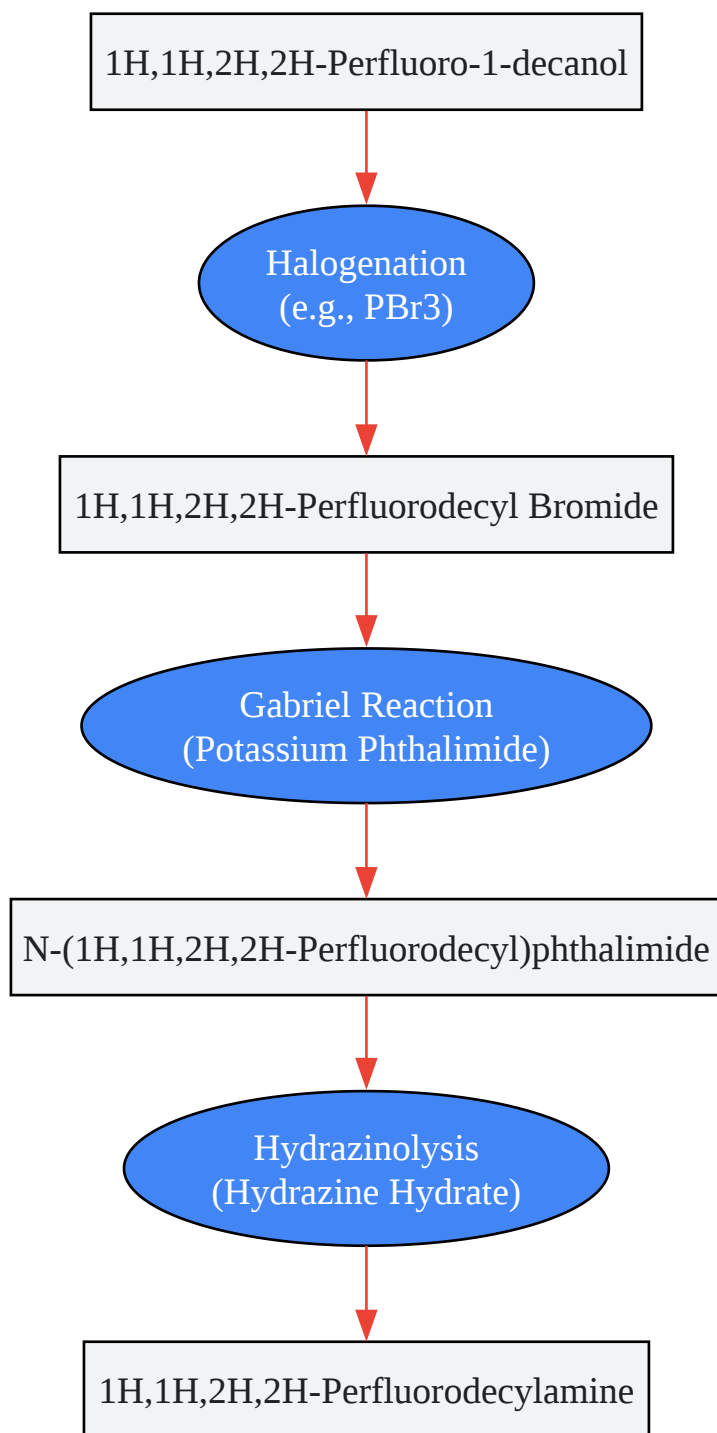 1H,1H,2H,2H-Perfluoro-1-decanol
Halogenation
(e.g., PBr3)
1H,1H,2H,2H-Perfluorodecyl Bromide
Gabriel Reaction
(Potassium Phthalimide)
N-(1H,1H,2H,2H-Perfluorodecyl)phthalimide
Hydrazinolysis
(Hydrazine Hydrate)
1H,1H,2H,2H-Perfluorodecylamine